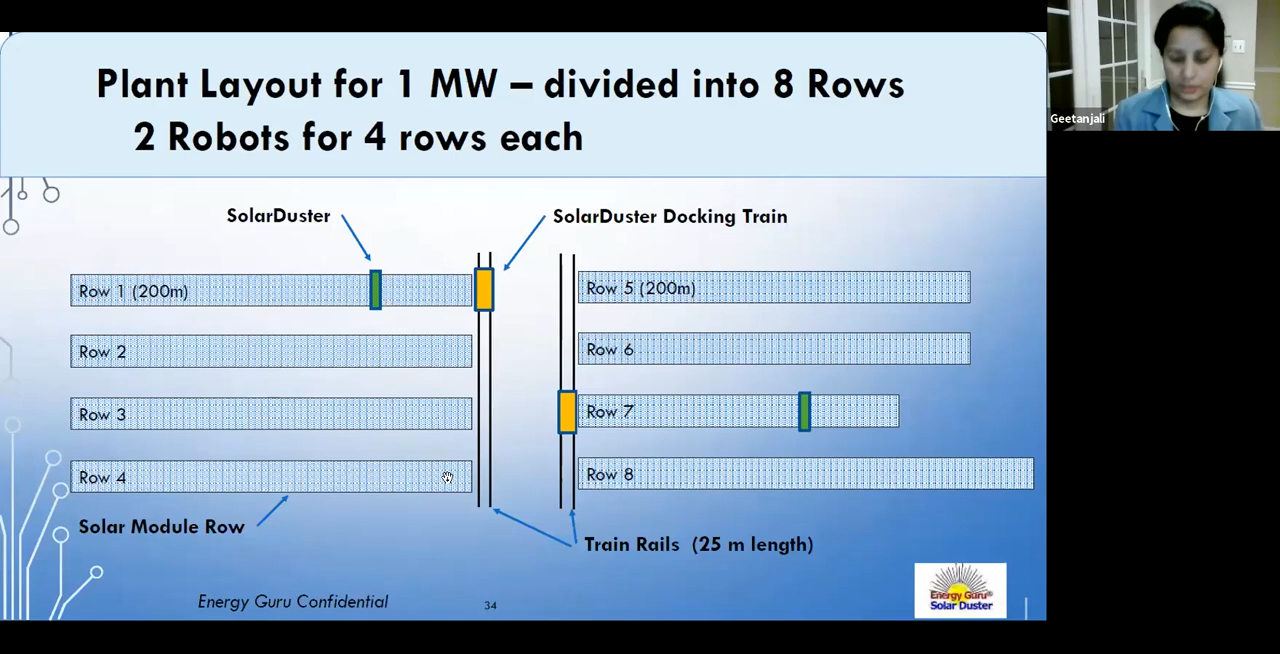 Plant Layout for 1 MW – divided into 8 Rows
2 Robots for 4 rows each
Geetanjali
SolarDuster
SolarDuster Docking Train
Row 1 (200m)
Row 5 (200m)
Row 2
Row 6
Row 3
Row 7
Row 4
Row 8
Solar Module Row
Train Rails (25 m length)
Energy Guru Confidential
34
Energy Guru®
Solar Duster